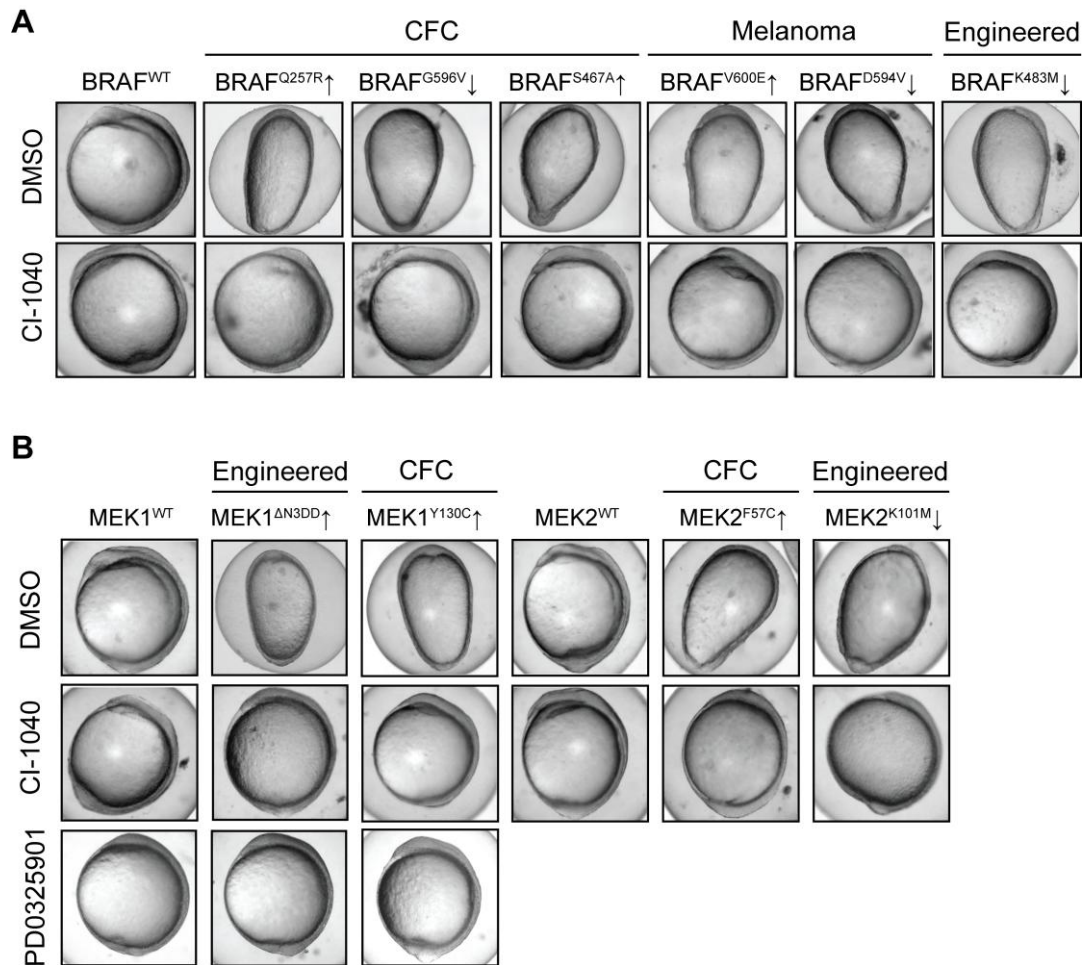 A
CFC Melanoma Engineered
BRAFWT BRAFQ257R↑ BRAFG596V↓ BRAFS467A↑ BRAFV600E↑ BRAFD594V↓ BRAFK483M↓
DMSO
CI-1040
B
Engineered CFC CFC Engineered
MEK1WT MEK1ΔN3DD↑ MEK1Y130C↑ MEK2WT MEK2F57C↑ MEK2K101M↓
DMSO
CI-1040
PD0325901